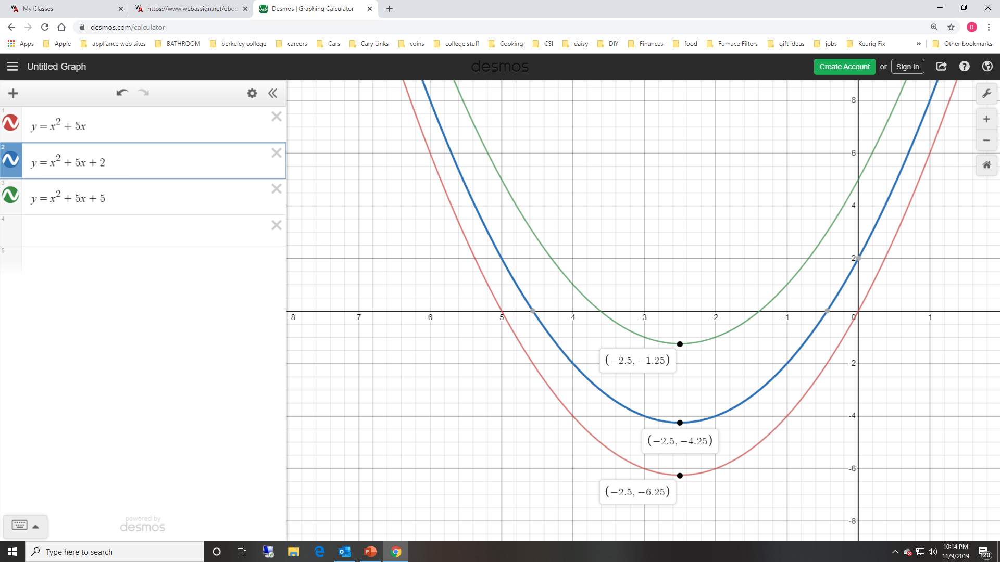 My Classes
https://www.webassign.net/eboo
Desmos | Graphing Calculator
desmos.com/calculator
D
Apps
Apple
appliance web sites
BATHROOM
berkeley college
careers
Cars
Cary Links
coins
college stuff
Cooking
CSI
daisy
DIY
Finances
food
Furnace Filters
gift ideas
jobs
Keurig Fix
»
Other bookmarks
Untitled Graph
desmos
Create Account
or
Sign In
1
y = x² + 5x
2
y = x² + 5x + 2
3
y = x² + 5x + 5
4
5
8
6
4
2
-8
-7
-6
-5
-4
-3
-2
-1
0
1
-2
-4
-6
-8
(−2.5, −1.25)
(−2.5, −4.25)
(−2.5, −6.25)
powered by
desmos
Type here to search
10:14 PM
11/9/2019
20